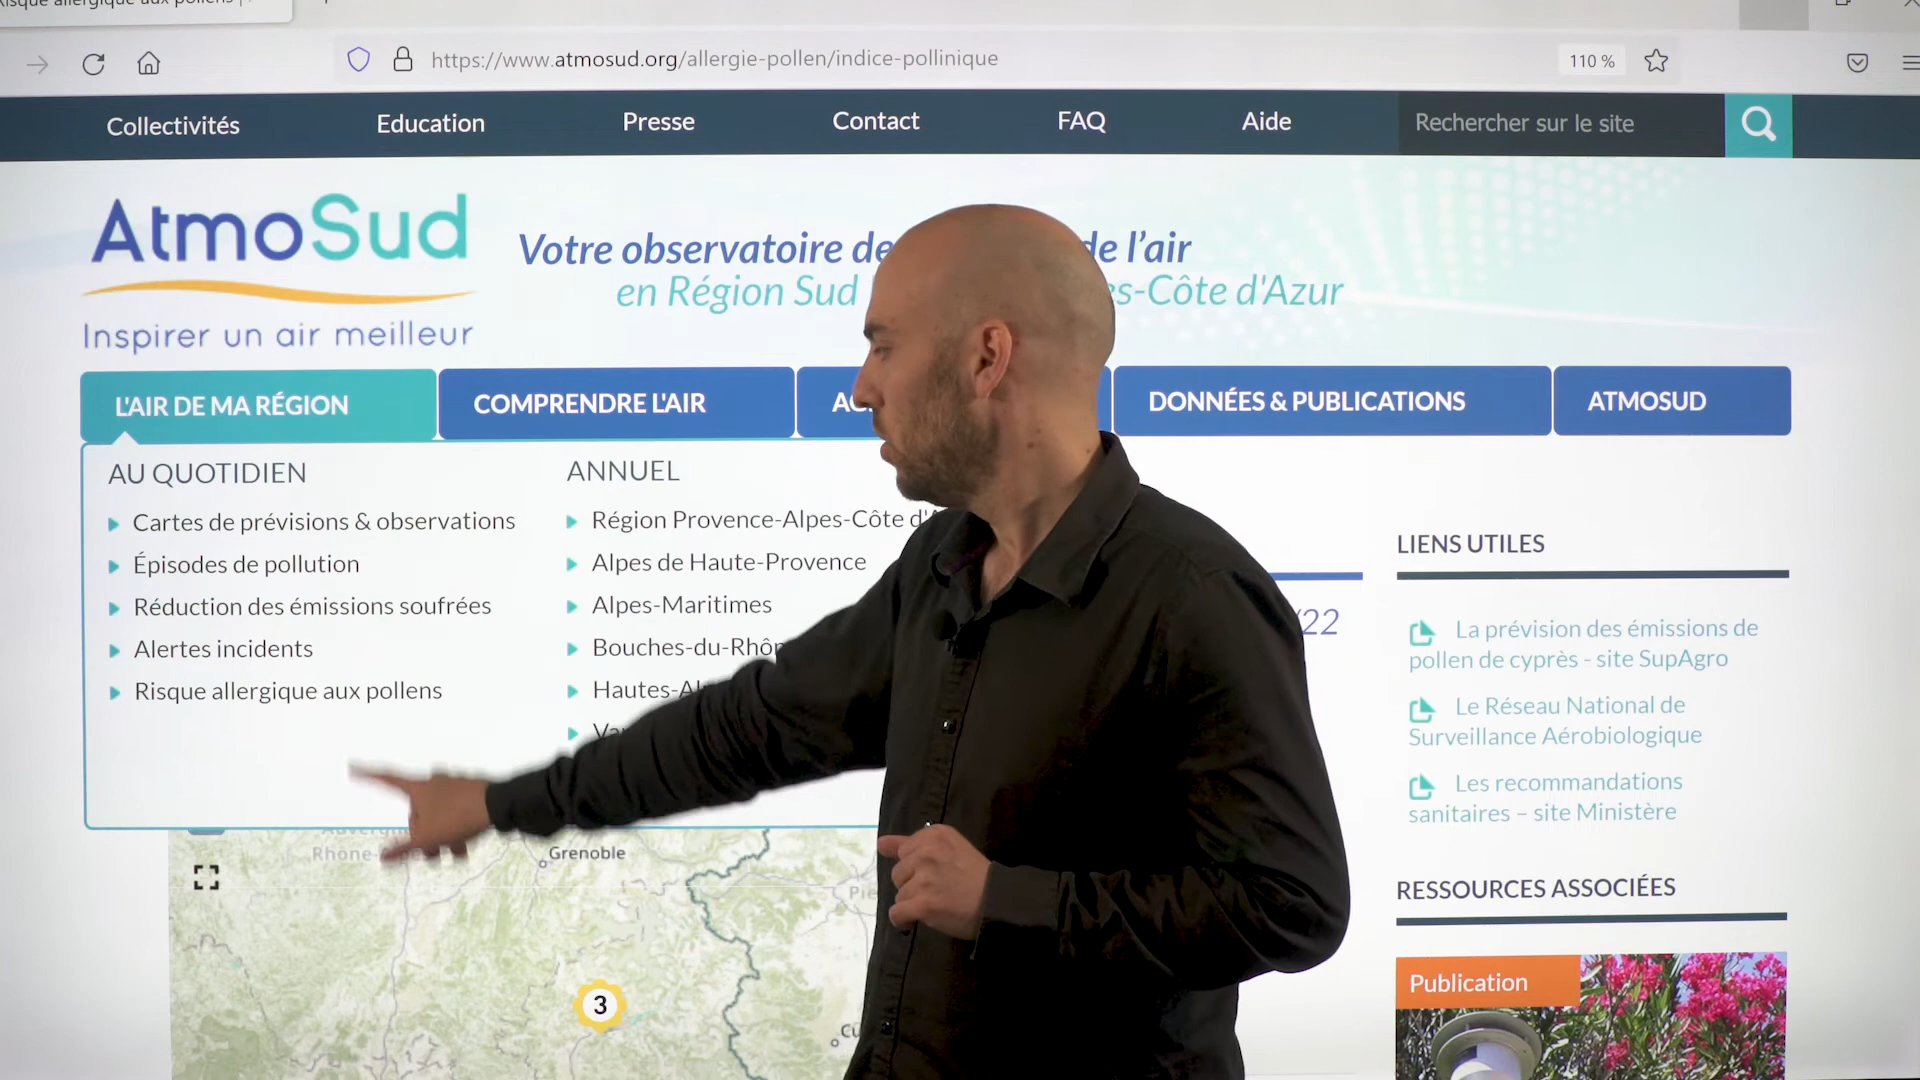 https://www.atmosud.org/allergie-pollen/indice-pollinique
110 %
Collectivités
Education
Presse
Contact
FAQ
Aide
Rechercher sur le site
AtmoSud
Inspirer un air meilleur
Votre observatoire de l'air
en Région Sud s-Côte d'Azur
L'AIR DE MA RÉGION
COMPRENDRE L'AIR
DONNÉES & PUBLICATIONS
ATMOSUD
AU QUOTIDIEN
Cartes de prévisions & observations
Épisodes de pollution
Réduction des émissions soufrées
Alertes incidents
Risque allergique aux pollens
ANNUEL
Région Provence-Alpes-Côte
Alpes de Haute-Provence
Alpes-Maritimes
Bouches-du-Rhôn
Hautes-
/22
LIENS UTILES
La prévision des émissions de
pollen de cyprès - site SupAgro
Le Réseau National de
Surveillance Aérobiologique
Les recommandations
sanitaires – site Ministère
RESSOURCES ASSOCIÉES
Publication
Grenoble
3